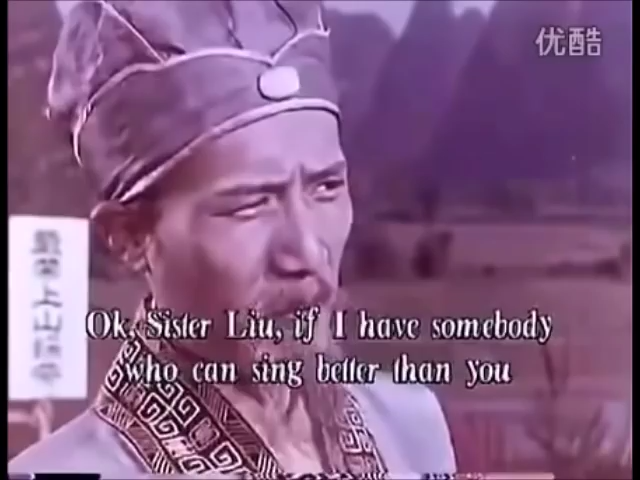 优酷
Ok, Sister Liu, if I have somebody
who can sing better than you